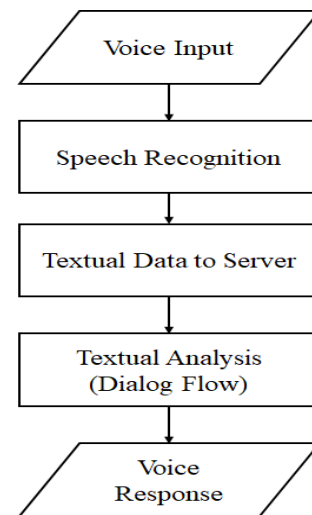 Voice Input
Speech Recognition
Textual Data to Server
Textual Analysis
(Dialog Flow)
Voice
Response